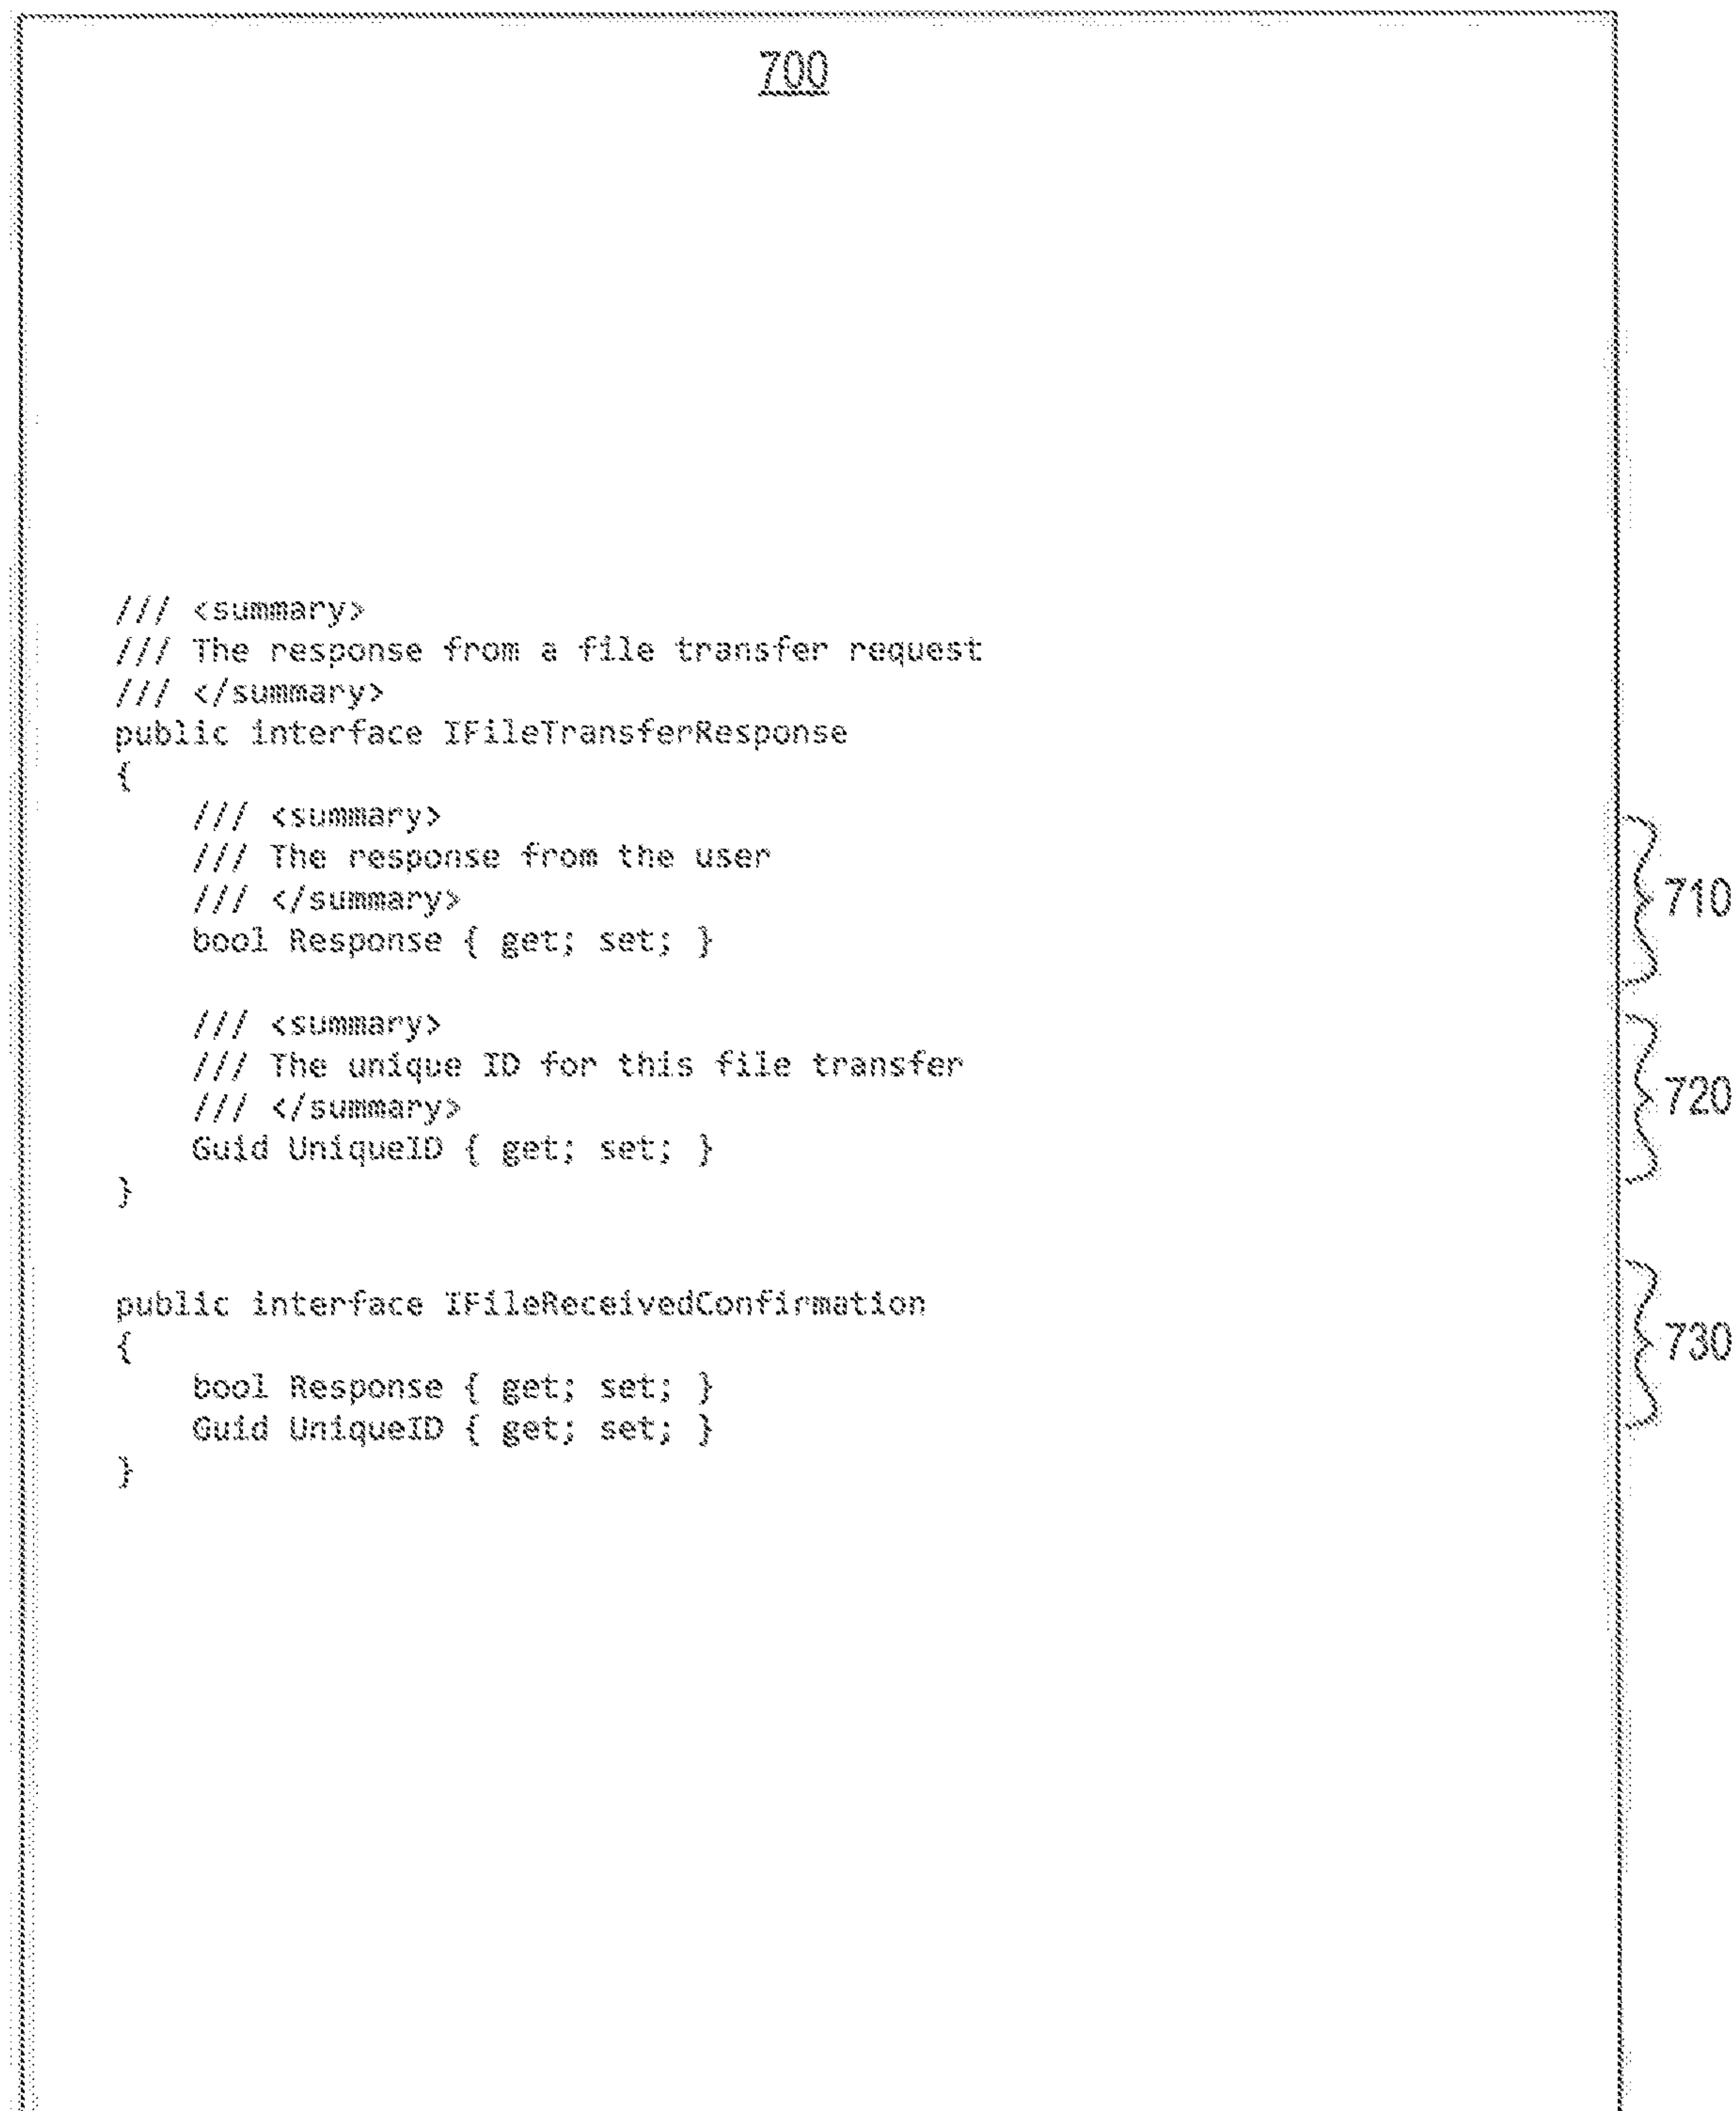 700
/// <summary>
/// The response from a file transfer request
/// </summary>
public interface IFileTransferResponse
{
    /// <summary>
    /// The response from the user
    /// </summary>
    bool Response { get; set; }
710
    /// <summary>
    /// The unique ID for this file transfer
    /// </summary>
    Guid UniqueID { get; set; }
720
}
public interface IFileReceivedConfirmation
{
    bool Response { get; set; }
    Guid UniqueID { get; set; }
730
}